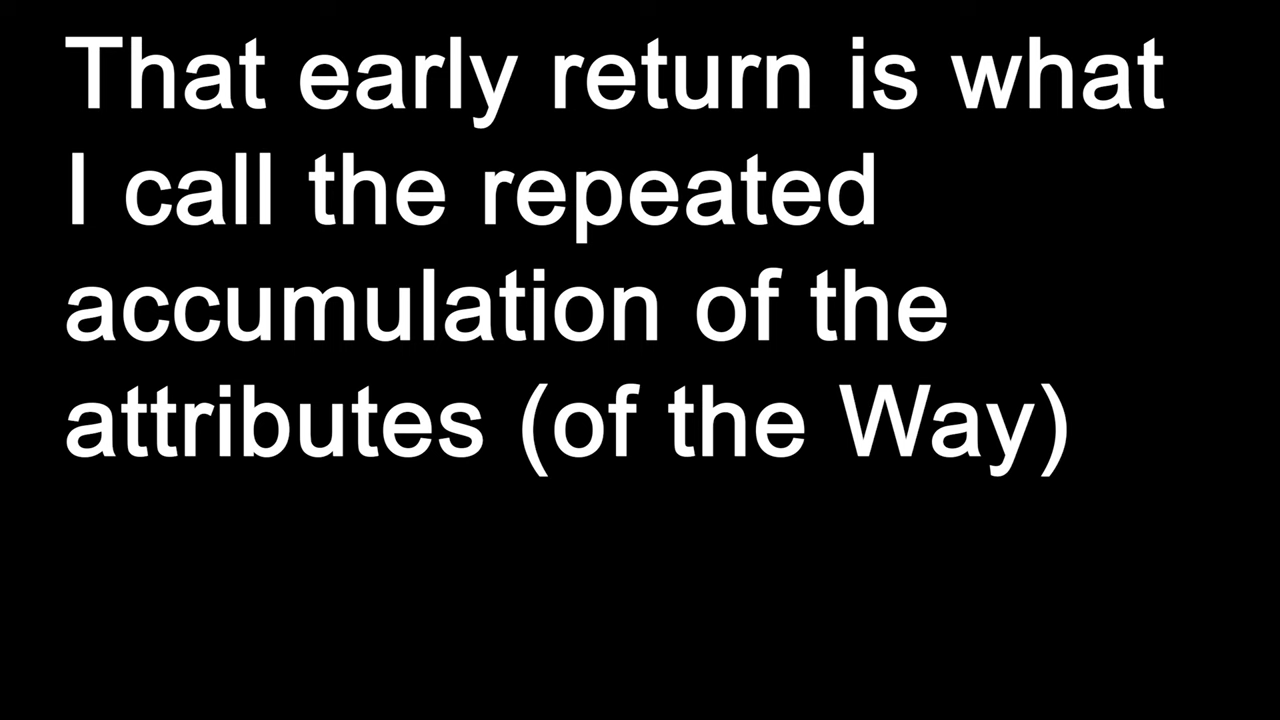 That early return is what
I call the repeated
accumulation of the
attributes (of the Way)